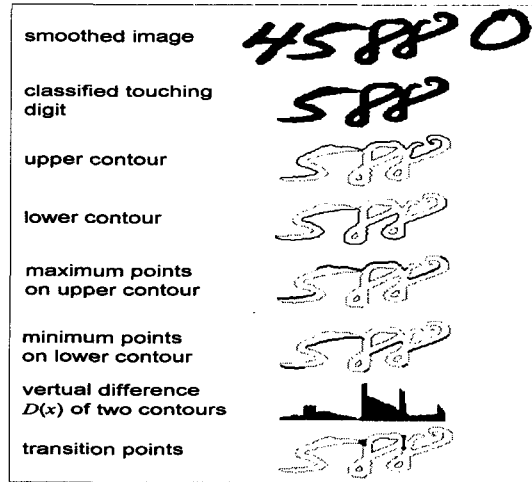 smoothed image 45880
classified touching 588
digit
upper contour
lower contour
maximum points
on upper contour
minimum points
on lower contour
vertual difference
D(x) of two contours
transition points